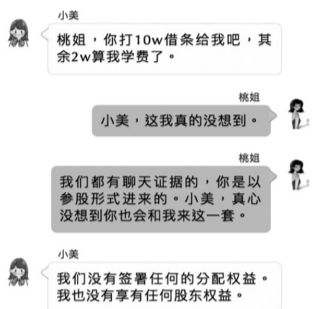 小美
桃姐，你打10w借条给我吧，其
余2w算我学费了。
桃姐
小美，这我真的没想到。
桃姐
我们都有聊天证据的，你是以
参股形式进来的。小美，真心
没想到你也会和我来这一套。
小美
我们没有签署任何的分配权益。
我也没有享有任何股东权益。